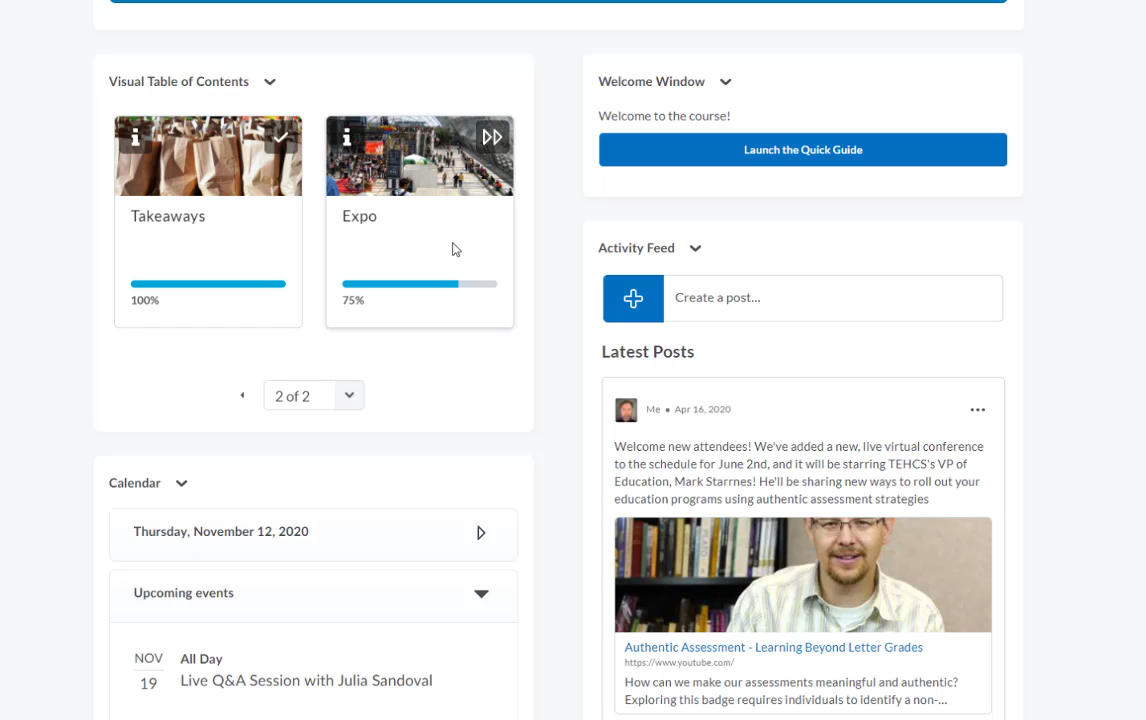 Visual Table of Contents
Takeaways
100%
Expo
75%
2 of 2
Calendar
Thursday, November 12, 2020
Upcoming events
NOV
19
All Day
Live Q&A Session with Julia Sandoval
Welcome Window
Welcome to the course!
Launch the Quick Guide
Activity Feed
Create a post...
Latest Posts
Me • Apr 16, 2020
Welcome new attendees! We've added a new, live virtual conference
to the schedule for June 2nd, and it will be starring TEHCS's VP of
Education, Mark Starrnes! He'll be sharing new ways to roll out your
education programs using authentic assessment strategies
PLATO
Authentic Assessment - Learning Beyond Letter Grades
https://www.youtube.com/
How can we make our assessments meaningful and authentic?
Exploring this badge requires individuals to identify a non-...